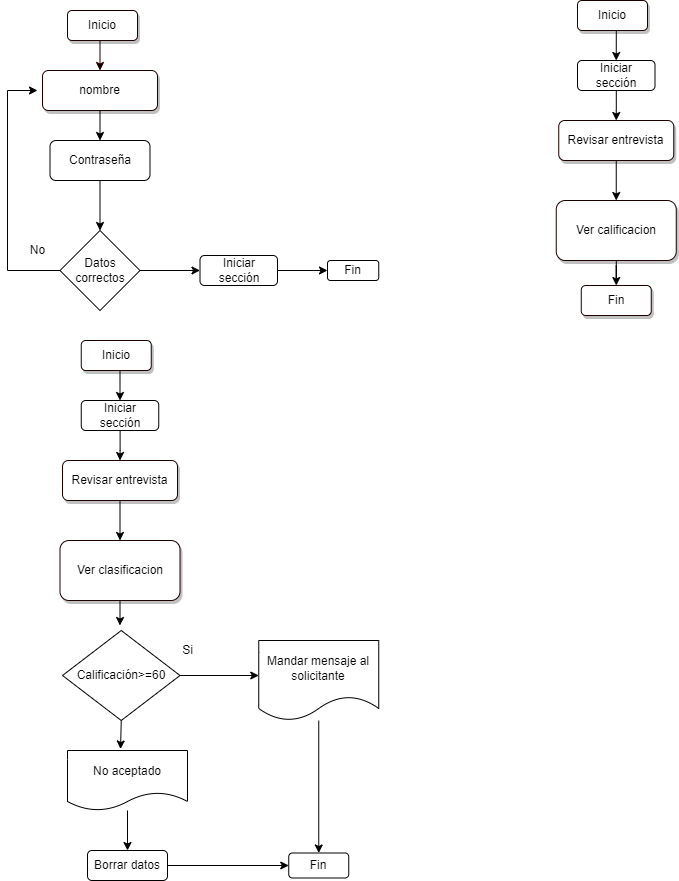 Inicio
nombre
Contraseña
No
Datos
correctos
Iniciar
sección
Fin
Inicio
Iniciar
sección
Revisar entrevista
Ver calificacion
Fin
Inicio
Iniciar
sección
Revisar entrevista
Ver clasificacion
Calificación>=60
Si
Mandar mensaje al
solicitante
No aceptado
Borrar datos
Fin